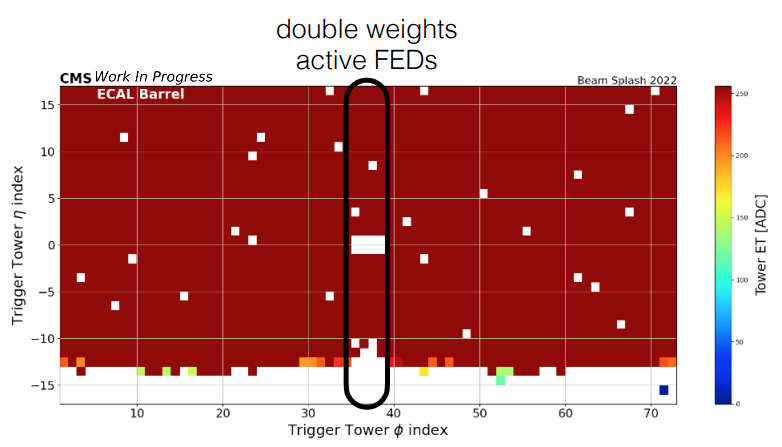 double weights
active FEDs
CMS Work In Progress
Beam Splash 2022
ECAL Barrel
15
10
5
0
−5
−10
−15
Trigger Tower η index
10
20
30
40
50
60
70
Trigger Tower ϕ index
250
200
150
100
50
0
Tower ET [ADC]